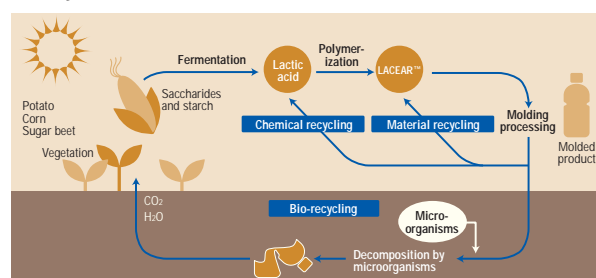 Fermentation
Polymer-
ization
Lactic
acid
LACEAR™
Saccharides
and starch
Potato
Corn
Sugar beet
Vegetation
Chemical recycling
Material recycling
Molding
processing
Molded
product
CO₂
H₂O
Bio-recycling
Micro-
organisms
Decomposition by
microorganisms